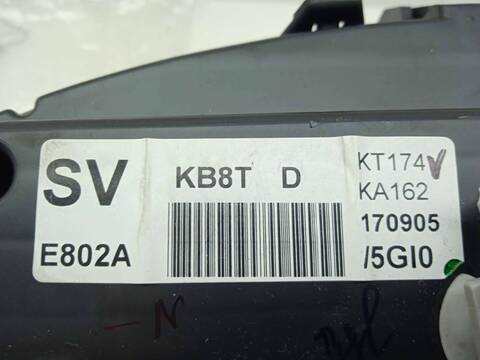 SV KB8T D KT174
KA162
170905
E802A /5GI0
N